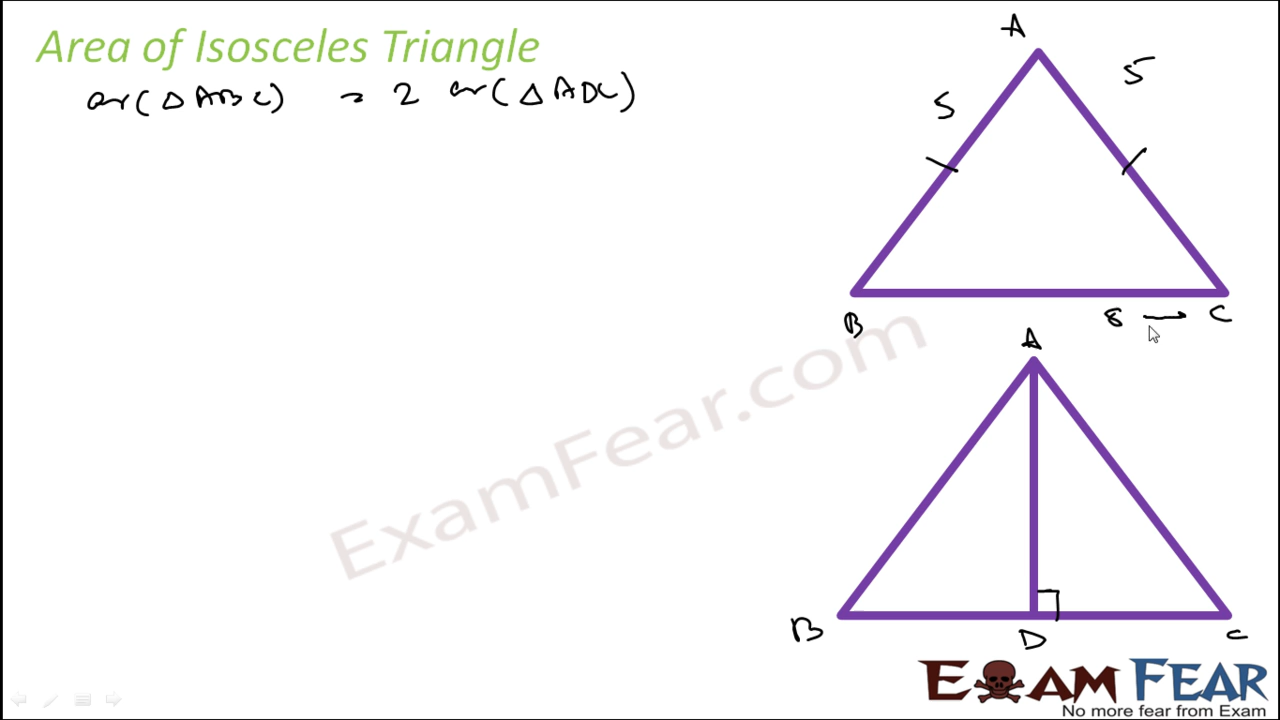 Area of Isosceles Triangle
ar(△ABC) = 2 ar(△ADC)
A
5
5
B
8
C
A
B
D
C
ExamFear.com
EXAM FEAR
No more fear from Exam